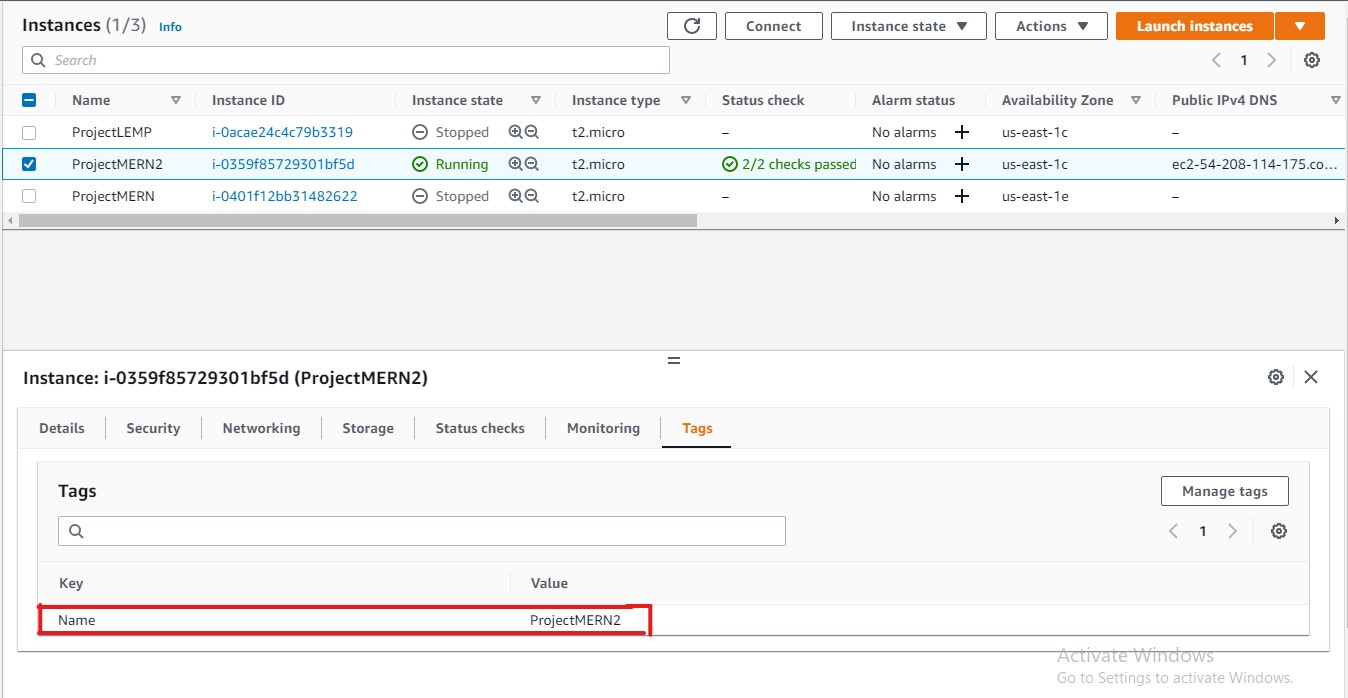 Instances (1/3) Info Connect Instance state Actions Launch instances
Search 1
Name Instance ID Instance state Instance type Status check Alarm status Availability Zone Public IPv4 DNS
ProjectLEMP i-0acae24c4c79b3319 Stopped t2.micro – No alarms + us-east-1c –
ProjectMERN2 i-0359f85729301bf5d Running t2.micro 2/2 checks passed No alarms + us-east-1c ec2-54-208-114-175.co...
ProjectMERN i-0401f12bb31482622 Stopped t2.micro – No alarms + us-east-1e –
Instance: i-0359f85729301bf5d (ProjectMERN2)
Details Security Networking Storage Status checks Monitoring Tags
Tags Manage tags
1
Key Value
Name ProjectMERN2
Activate Windows
Go to Settings to activate Windows.